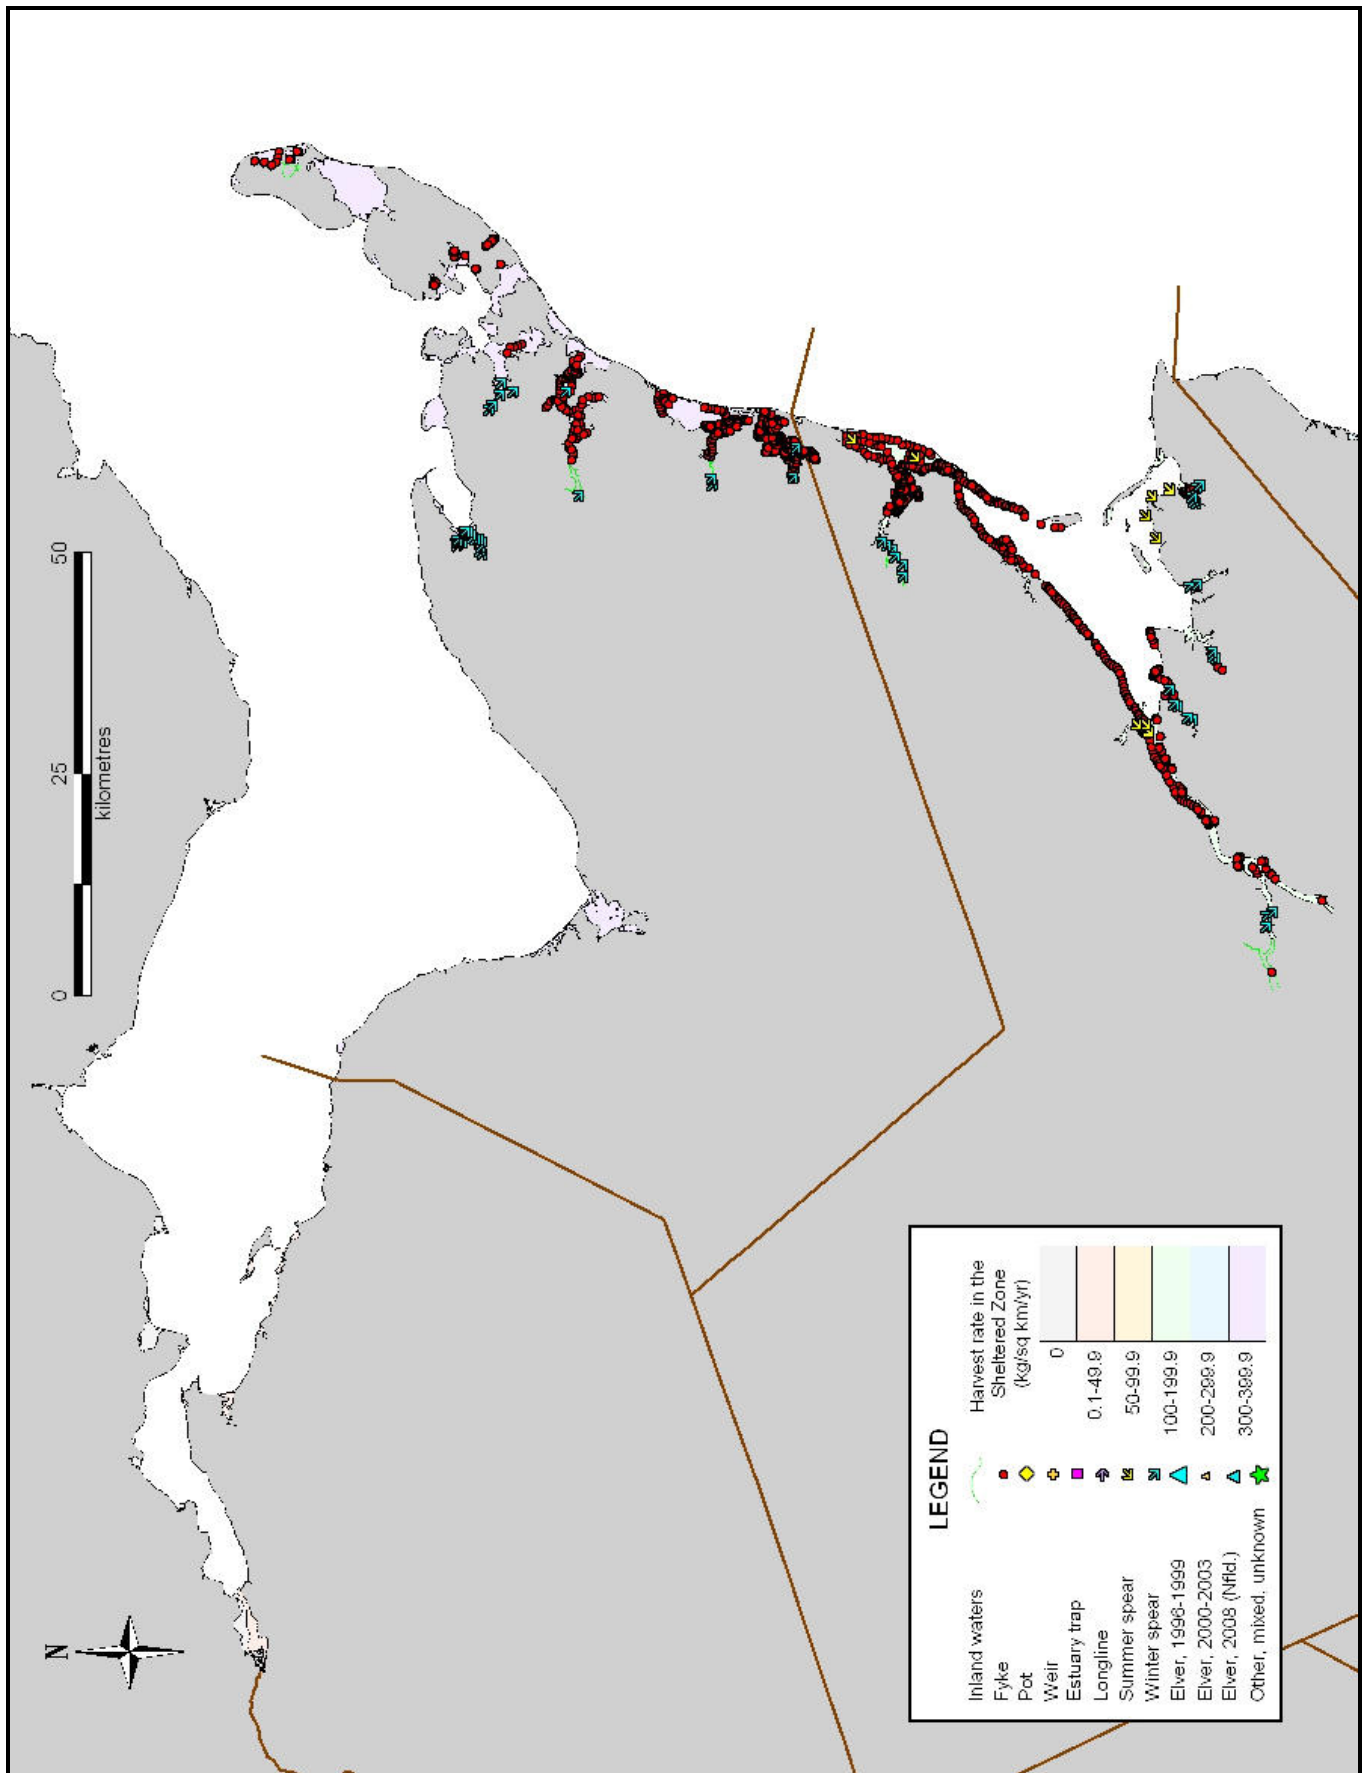 N
0
25
50
kilometres
LEGEND
Inland waters
Fyke
Pot
Weir
Estuary trap
Longline
Summer spear
Winter spear
Elver, 1996-1999
Elver, 2000-2003
Elver, 2008 (Nfld.)
Other, mixed, unknown
Harvest rate in the
Sheltered Zone
(kg/sq km/yr)
0
0.1-49.9
50-99.9
100-199.9
200-299.9
300-399.9